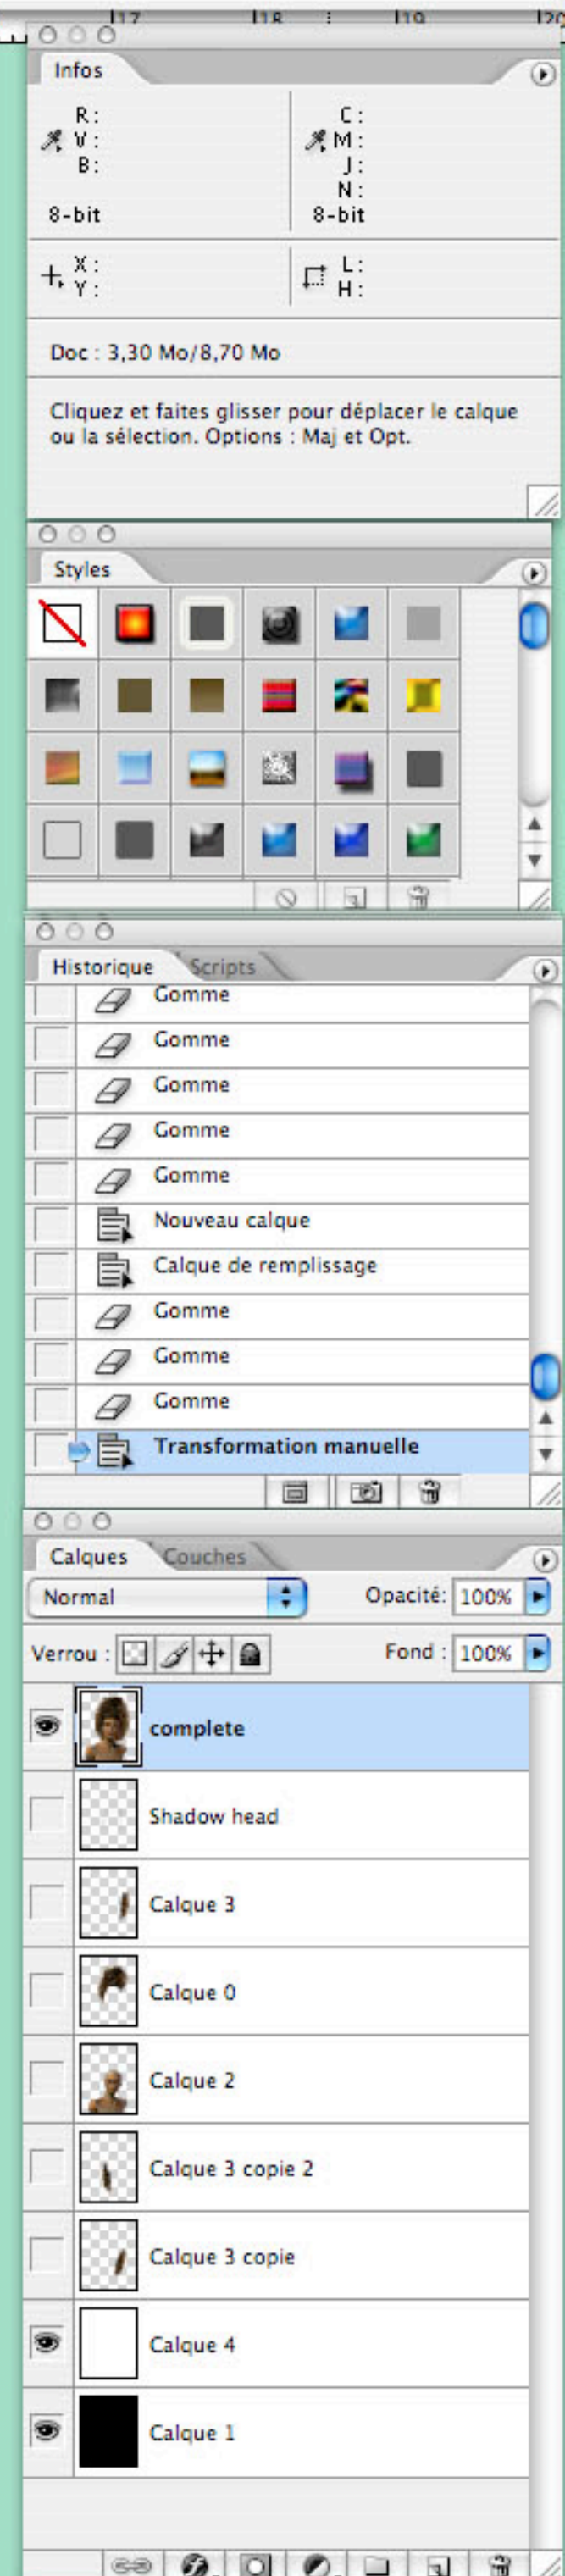 17 18 19 20
Infos
R :
V :
B :
8-bit
C :
M :
J :
N :
8-bit
X :
Y :
L :
H :
Doc : 3,30 Mo/8,70 Mo
Cliquez et faites glisser pour déplacer le calque
ou la sélection. Options : Maj et Opt.
Styles
Historique Scripts
Gomme
Gomme
Gomme
Gomme
Gomme
Nouveau calque
Calque de remplissage
Gomme
Gomme
Gomme
Transformation manuelle
Calques Couches
Normal Opacité: 100%
Verrou : Fond : 100%
complete
Shadow head
Calque 3
Calque 0
Calque 2
Calque 3 copie 2
Calque 3 copie
Calque 4
Calque 1